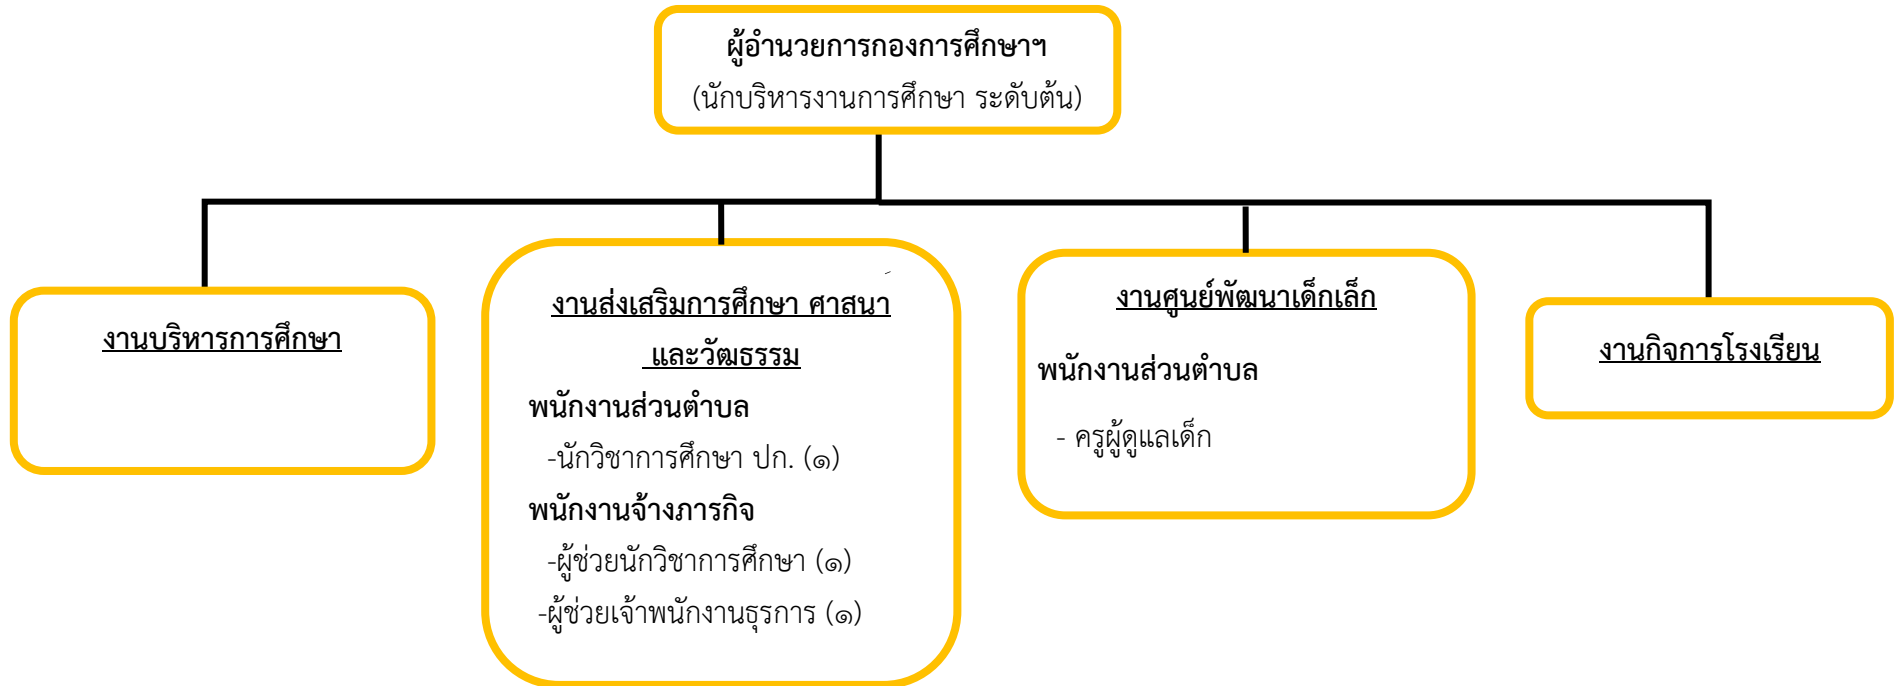 ผู้อำนวยการกองการศึกษาฯ
(นักบริหารงานการศึกษา ระดับต้น)
งานบริหารการศึกษา
งานส่งเสริมการศึกษา ศาสนา
และวัฒธรรม
พนักงานส่วนตำบล
-นักวิชาการศึกษา ปก. (๑)
พนักงานจ้างภารกิจ
-ผู้ช่วยนักวิชาการศึกษา (๑)
-ผู้ช่วยเจ้าพนักงานธุรการ (๑)
งานศูนย์พัฒนาเด็กเล็ก
พนักงานส่วนตำบล
- ครูผู้ดูแลเด็ก
งานกิจการโรงเรียน